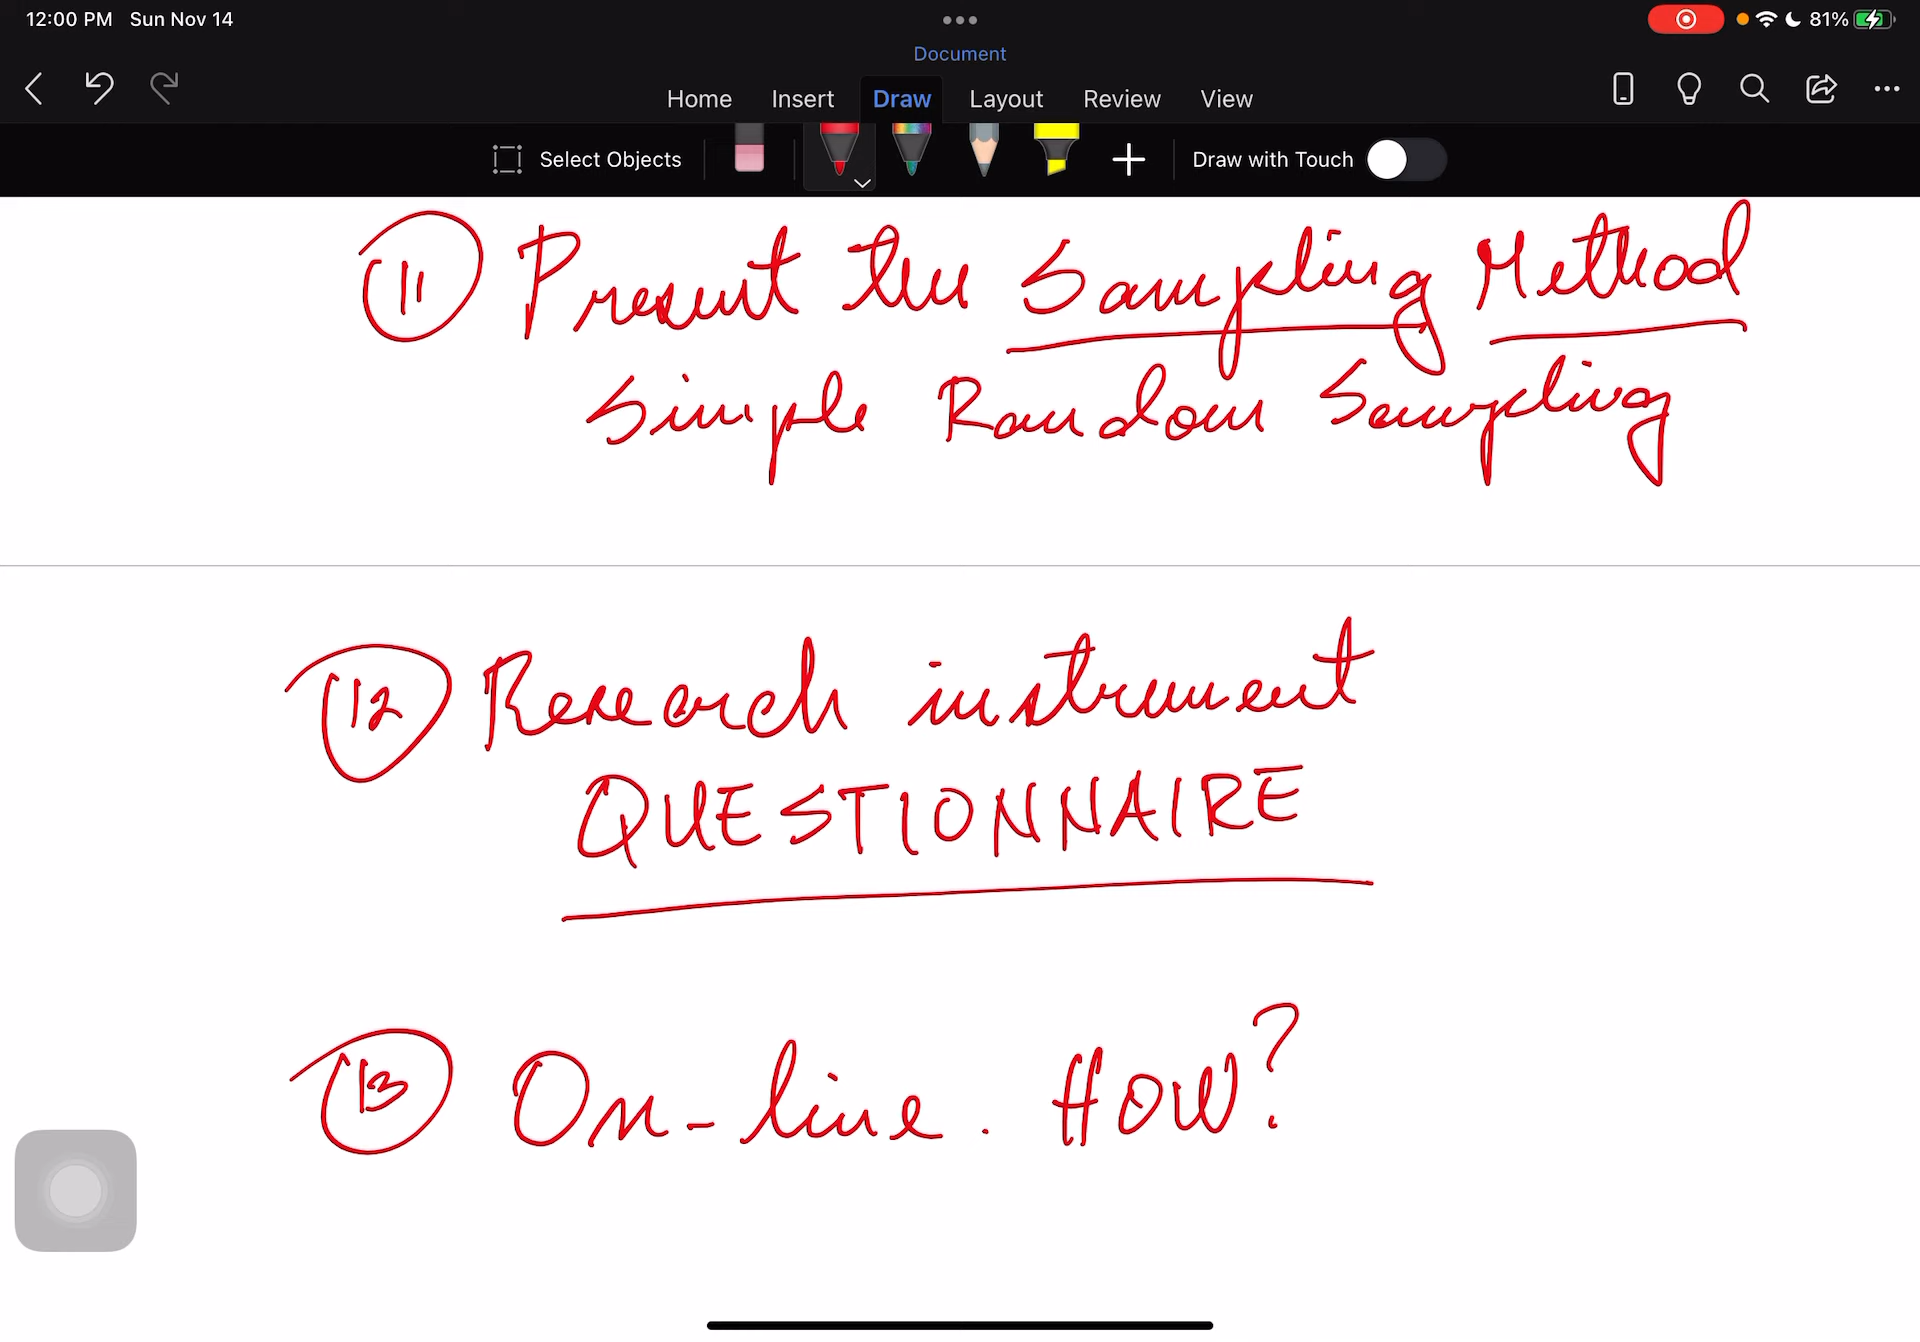 12:00 PM Sun Nov 14
81%
Document
Home Insert Draw Layout Review View
Select Objects
Draw with Touch
11 Present the Sampling Method
Simple Random Sampling
12 Research instrument
QUESTIONNAIRE
13 On-line. HOW?